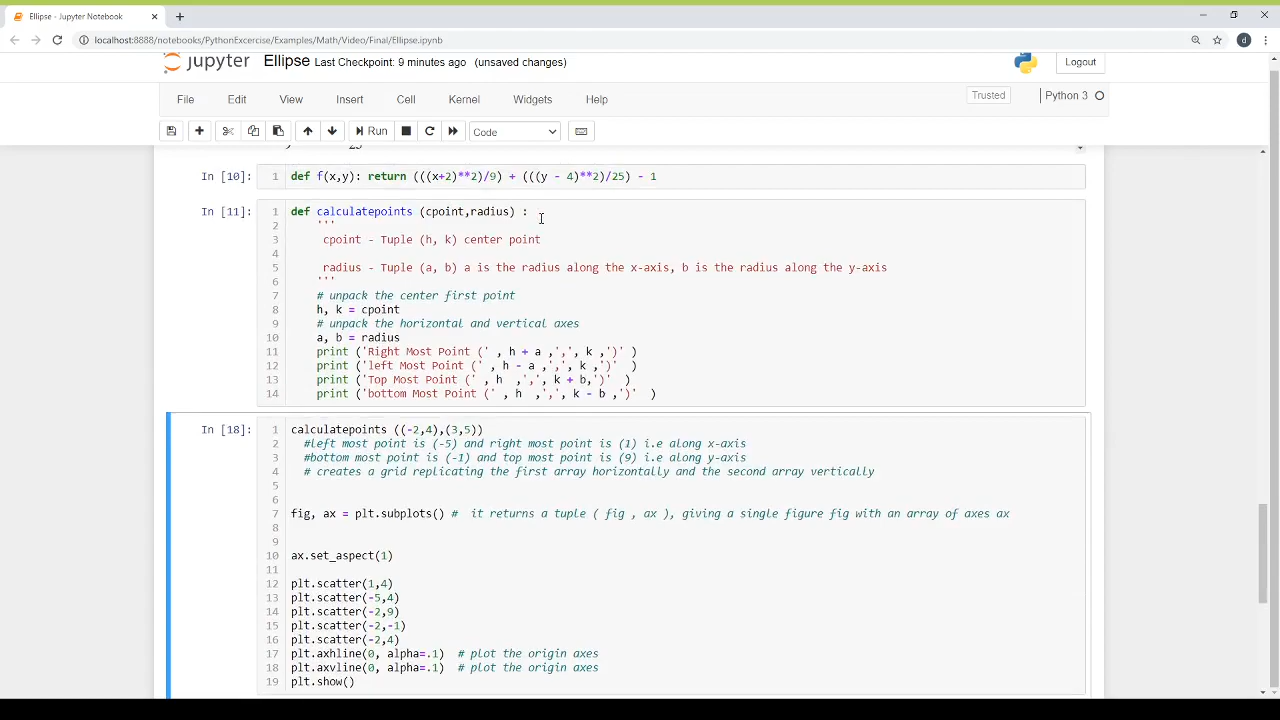 Ellipse - Jupyter Notebook
localhost:8888/notebooks/PythonExcercise/Examples/Math/Video/Final/Ellipse.ipynb
d
jupyter Ellipse Last Checkpoint: 9 minutes ago (unsaved changes)
Logout
File Edit View Insert Cell Kernel Widgets Help
Trusted
Python 3
Run
Code
In [10]:
1 def f(x,y): return (((x+2)**2)/9) + (((y - 4)**2)/25) - 1
In [11]:
1 def calculatepoints (cpoint,radius) :
2 '''
3 cpoint - Tuple (h, k) center point
4
5 radius - Tuple (a, b) a is the radius along the x-axis, b is the radius along the y-axis
6 '''
7 # unpack the center first point
8 h, k = cpoint
9 # unpack the horizontal and vertical axes
10 a, b = radius
11 print ('Right Most Point (' , h + a ,',', k ,')' )
12 print ('left Most Point (' , h - a ,',', k ,')' )
13 print ('Top Most Point (' , h ,',', k + b,')' )
14 print ('bottom Most Point (' , h ,',', k - b ,')' )
In [18]:
1 calculatepoints ((-2,4),(3,5))
2 #left most point is (-5) and right most point is (1) i.e along x-axis
3 #bottom most point is (-1) and top most point is (9) i.e along y-axis
4 # creates a grid replicating the first array horizontally and the second array vertically
5
6
7 fig, ax = plt.subplots() # it returns a tuple ( fig , ax ), giving a single figure fig with an array of axes ax
8
9
10 ax.set_aspect(1)
11
12 plt.scatter(1,4)
13 plt.scatter(-5,4)
14 plt.scatter(-2,9)
15 plt.scatter(-2,-1)
16 plt.scatter(-2,4)
17 plt.axhline(0, alpha=.1) # plot the origin axes
18 plt.axvline(0, alpha=.1) # plot the origin axes
19 plt.show()